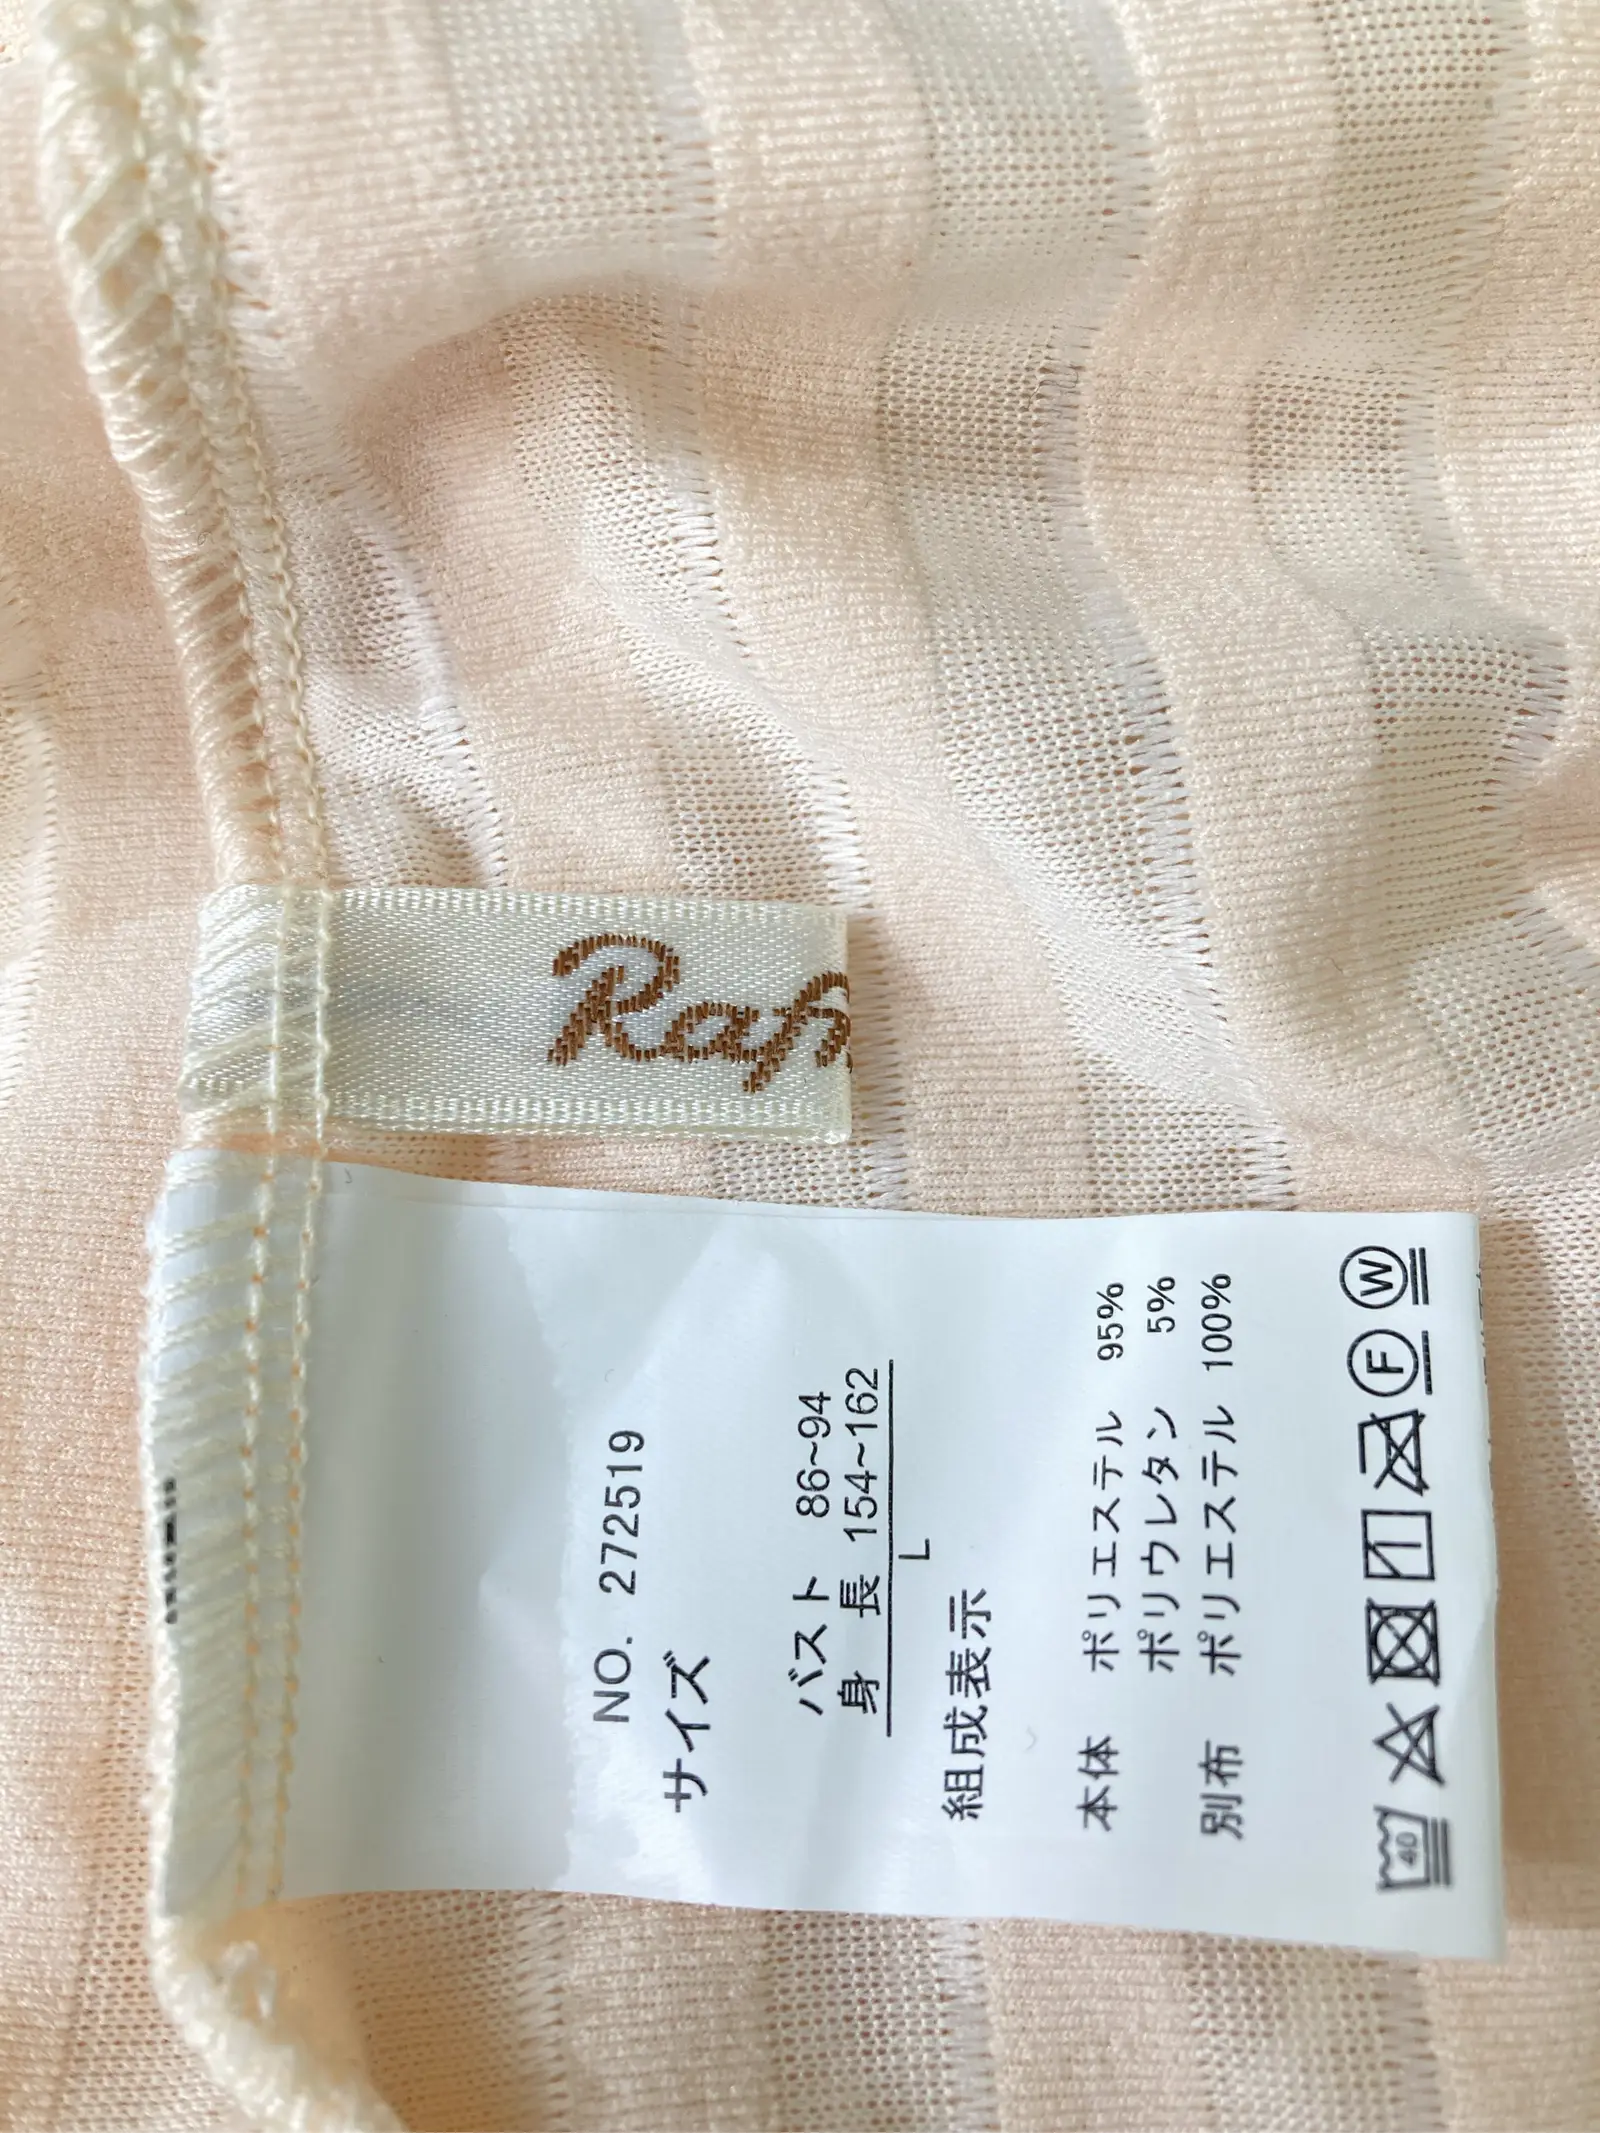 Raf
NO. 272519
サイズ
バスト 86~94
身 長 154~162
L
組成表示
本体 ポリエステル 95%
ポリウレタン 5%
別布 ポリエステル 100%
40 1 F W